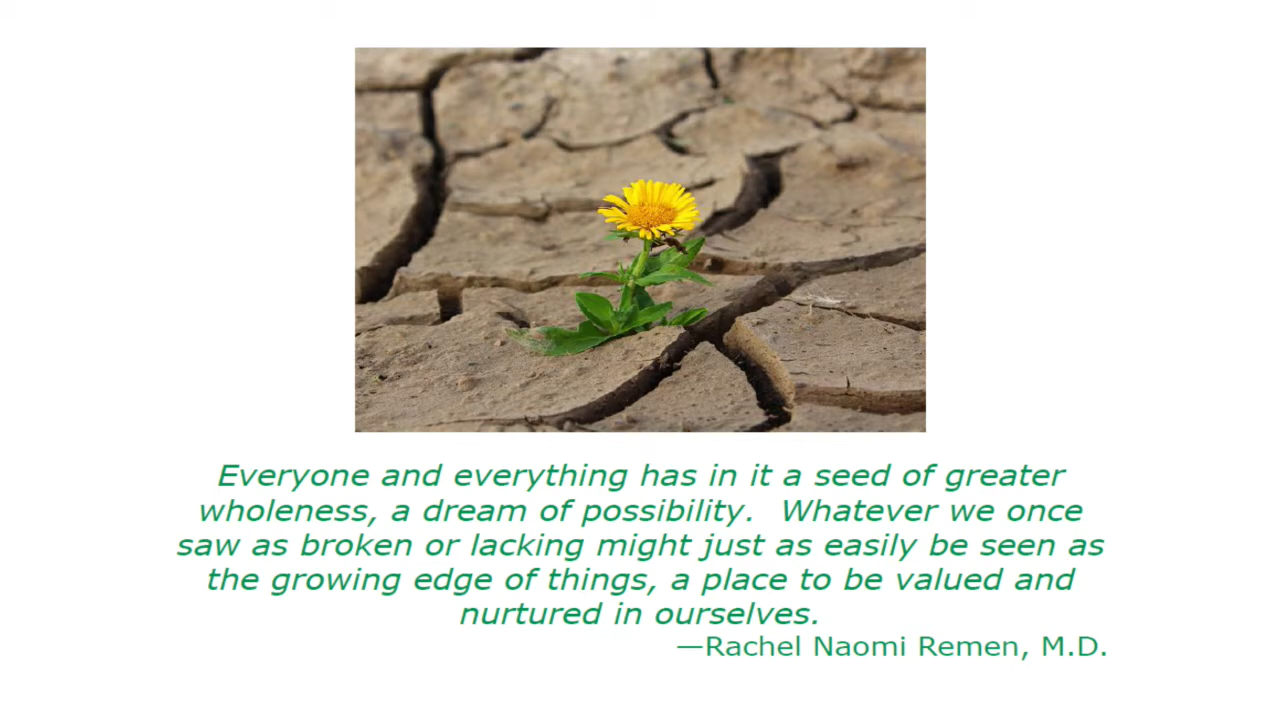 Everyone and everything has in it a seed of greater
wholeness, a dream of possibility.  Whatever we once
saw as broken or lacking might just as easily be seen as
the growing edge of things, a place to be valued and
nurtured in ourselves.
—Rachel Naomi Remen, M.D.